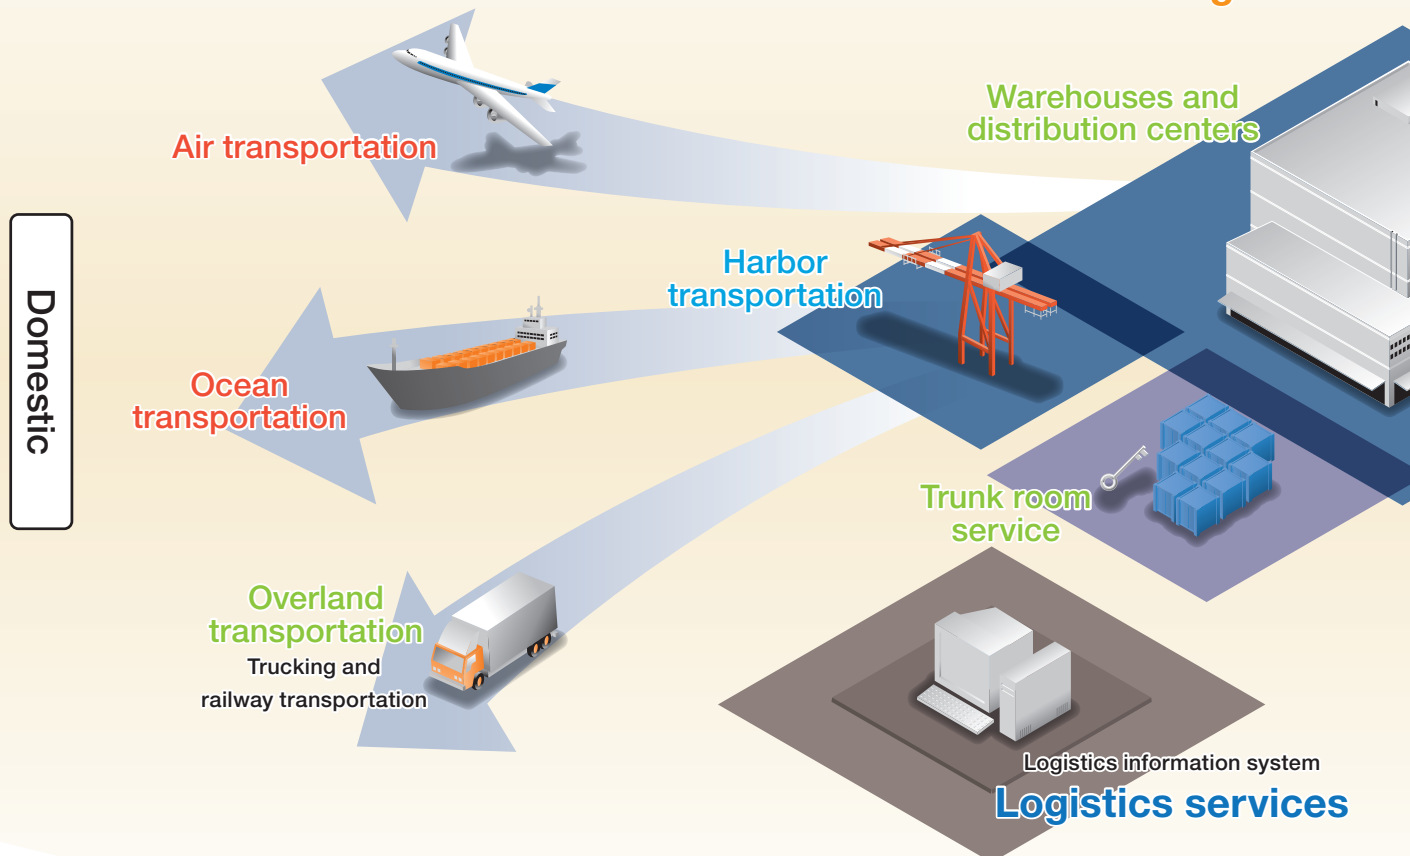 Warehouses and
distribution centers
Air transportation
Harbor
transportation
Domestic
Ocean
transportation
Trunk room
service
Overland
transportation
Trucking and
railway transportation
Logistics information system
Logistics services